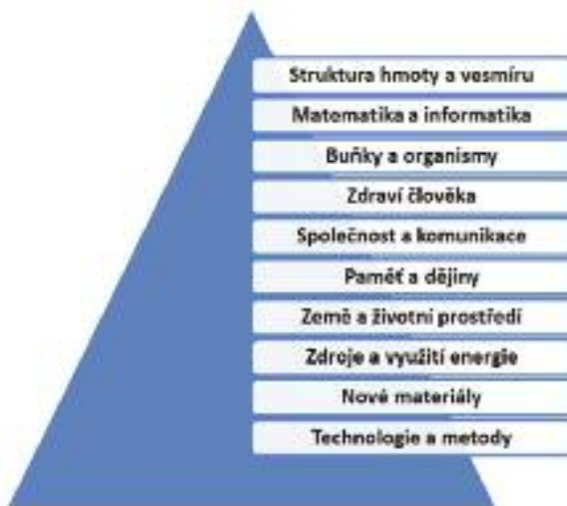 Struktura hmoty a vesmíru
Matematika a informatika
Buňky a organismy
Zdraví člověka
Společnost a komunikace
Paměť a dějiny
Země a životní prostředí
Zdroje a využití energie
Nové materiály
Technologie a metody